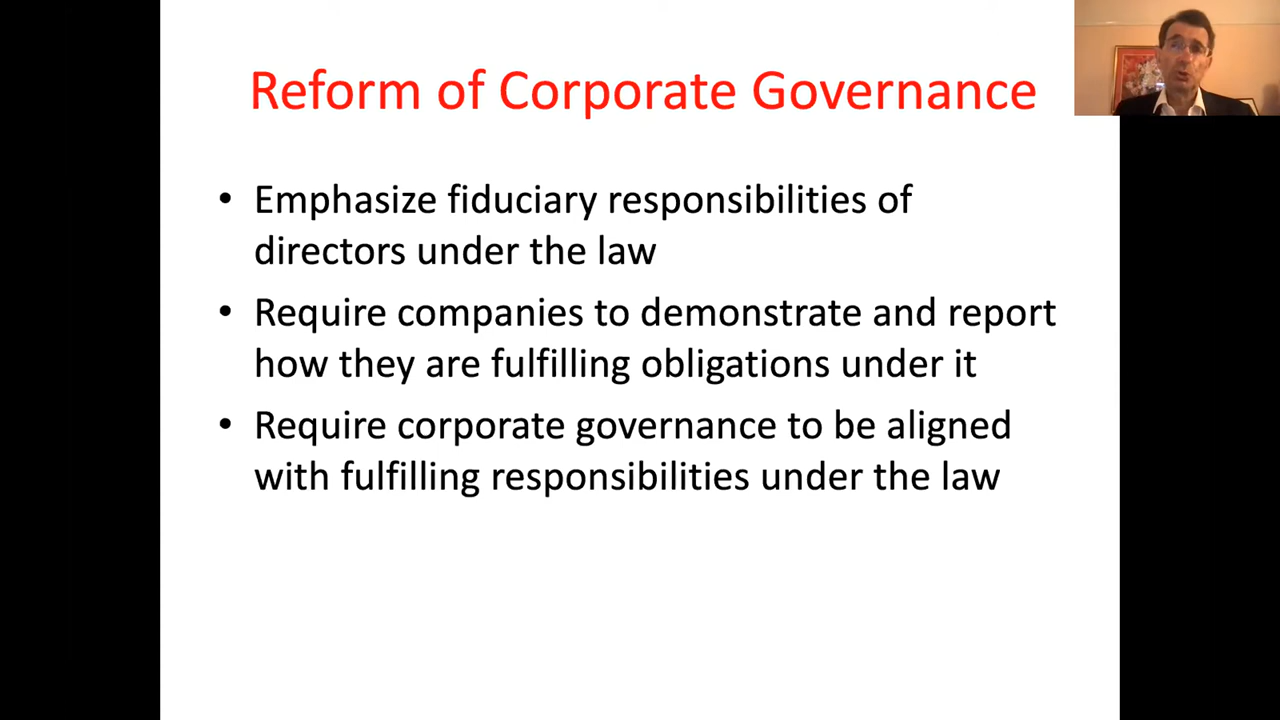 Reform of Corporate Governance
• Emphasize fiduciary responsibilities of
directors under the law
• Require companies to demonstrate and report
how they are fulfilling obligations under it
• Require corporate governance to be aligned
with fulfilling responsibilities under the law